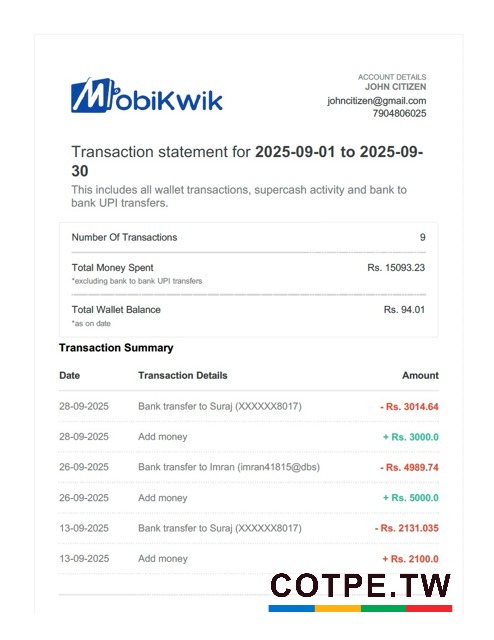 MobiKwik
ACCOUNT DETAILS
JOHN CITIZEN
johncitizen@gmail.com
7904806025
Transaction statement for 2025-09-01 to 2025-09-
30
This includes all wallet transactions, supercash activity and bank to
bank UPI transfers.
Number Of Transactions 9
Total Money Spent Rs. 15093.23
*excluding bank to bank UPI transfers
Total Wallet Balance Rs. 94.01
*as on date
Transaction Summary
Date Transaction Details Amount
28-09-2025 Bank transfer to Suraj (XXXXXX8017) - Rs. 3014.64
28-09-2025 Add money + Rs. 3000.0
26-09-2025 Bank transfer to Imran (imran41815@dbs) - Rs. 4989.74
26-09-2025 Add money + Rs. 5000.0
13-09-2025 Bank transfer to Suraj (XXXXXX8017) - Rs. 2131.035
13-09-2025 Add money + Rs. 2100.0
COTPE.TW